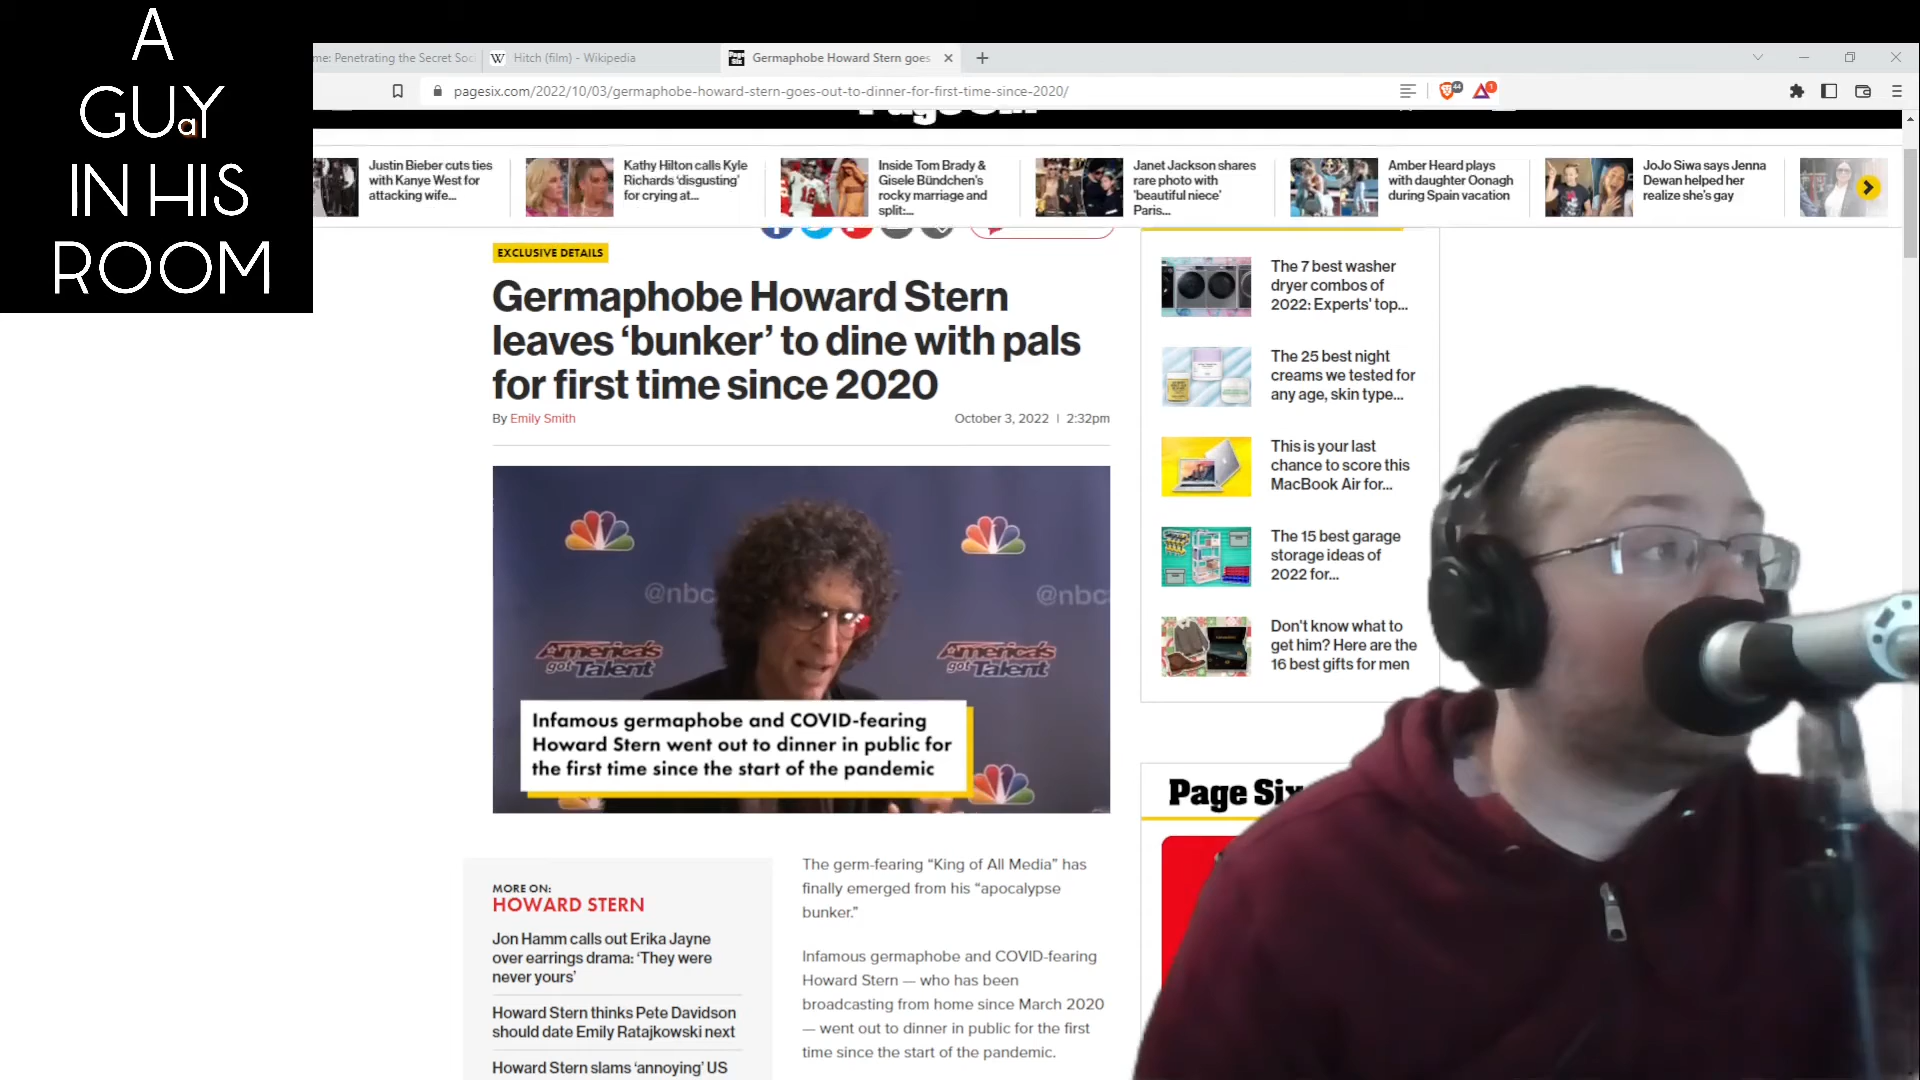 A
GUaY
IN HIS
ROOM
me: Penetrating the Secret Soc
Hitch (film) - Wikipedia
Germaphobe Howard Stern goes
pagesix.com/2022/10/03/germaphobe-howard-stern-goes-out-to-dinner-for-first-time-since-2020/
44
1
Justin Bieber cuts ties
with Kanye West for
attacking wife...
Kathy Hilton calls Kyle
Richards ‘disgusting’
for crying at...
Inside Tom Brady &
Gisele Bündchen’s
rocky marriage and
split:...
Janet Jackson shares
rare photo with
‘beautiful niece’
Paris...
Amber Heard plays
with daughter Oonagh
during Spain vacation
JoJo Siwa says Jenna
Dewan helped her
realize she’s gay
EXCLUSIVE DETAILS
Germaphobe Howard Stern
leaves ‘bunker’ to dine with pals
for first time since 2020
By Emily Smith
October 3, 2022 | 2:32pm
@nbc
@nbc
America's
got Talent
America's
got Talent
Infamous germaphobe and COVID-fearing
Howard Stern went out to dinner in public for
the first time since the start of the pandemic
MORE ON:
HOWARD STERN
Jon Hamm calls out Erika Jayne
over earrings drama: ‘They were
never yours’
Howard Stern thinks Pete Davidson
should date Emily Ratajkowski next
Howard Stern slams ‘annoying’ US
The germ-fearing “King of All Media” has
finally emerged from his “apocalypse
bunker.”
Infamous germaphobe and COVID-fearing
Howard Stern — who has been
broadcasting from home since March 2020
— went out to dinner in public for the first
time since the start of the pandemic.
The 7 best washer
dryer combos of
2022: Experts' top...
The 25 best night
creams we tested for
any age, skin type...
This is your last
chance to score this
MacBook Air for...
The 15 best garage
storage ideas of
2022 for...
Don't know what to
get him? Here are the
16 best gifts for men
Page Six